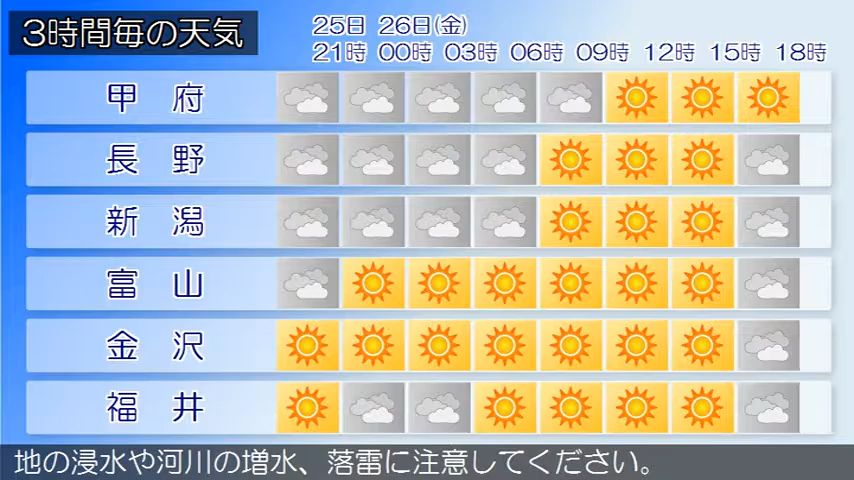 3時間毎の天気
25日 26日(金)
21時 00時 03時 06時 09時 12時 15時 18時
甲府
長野
新潟
富山
金沢
福井
地の浸水や河川の増水、落雷に注意してください。